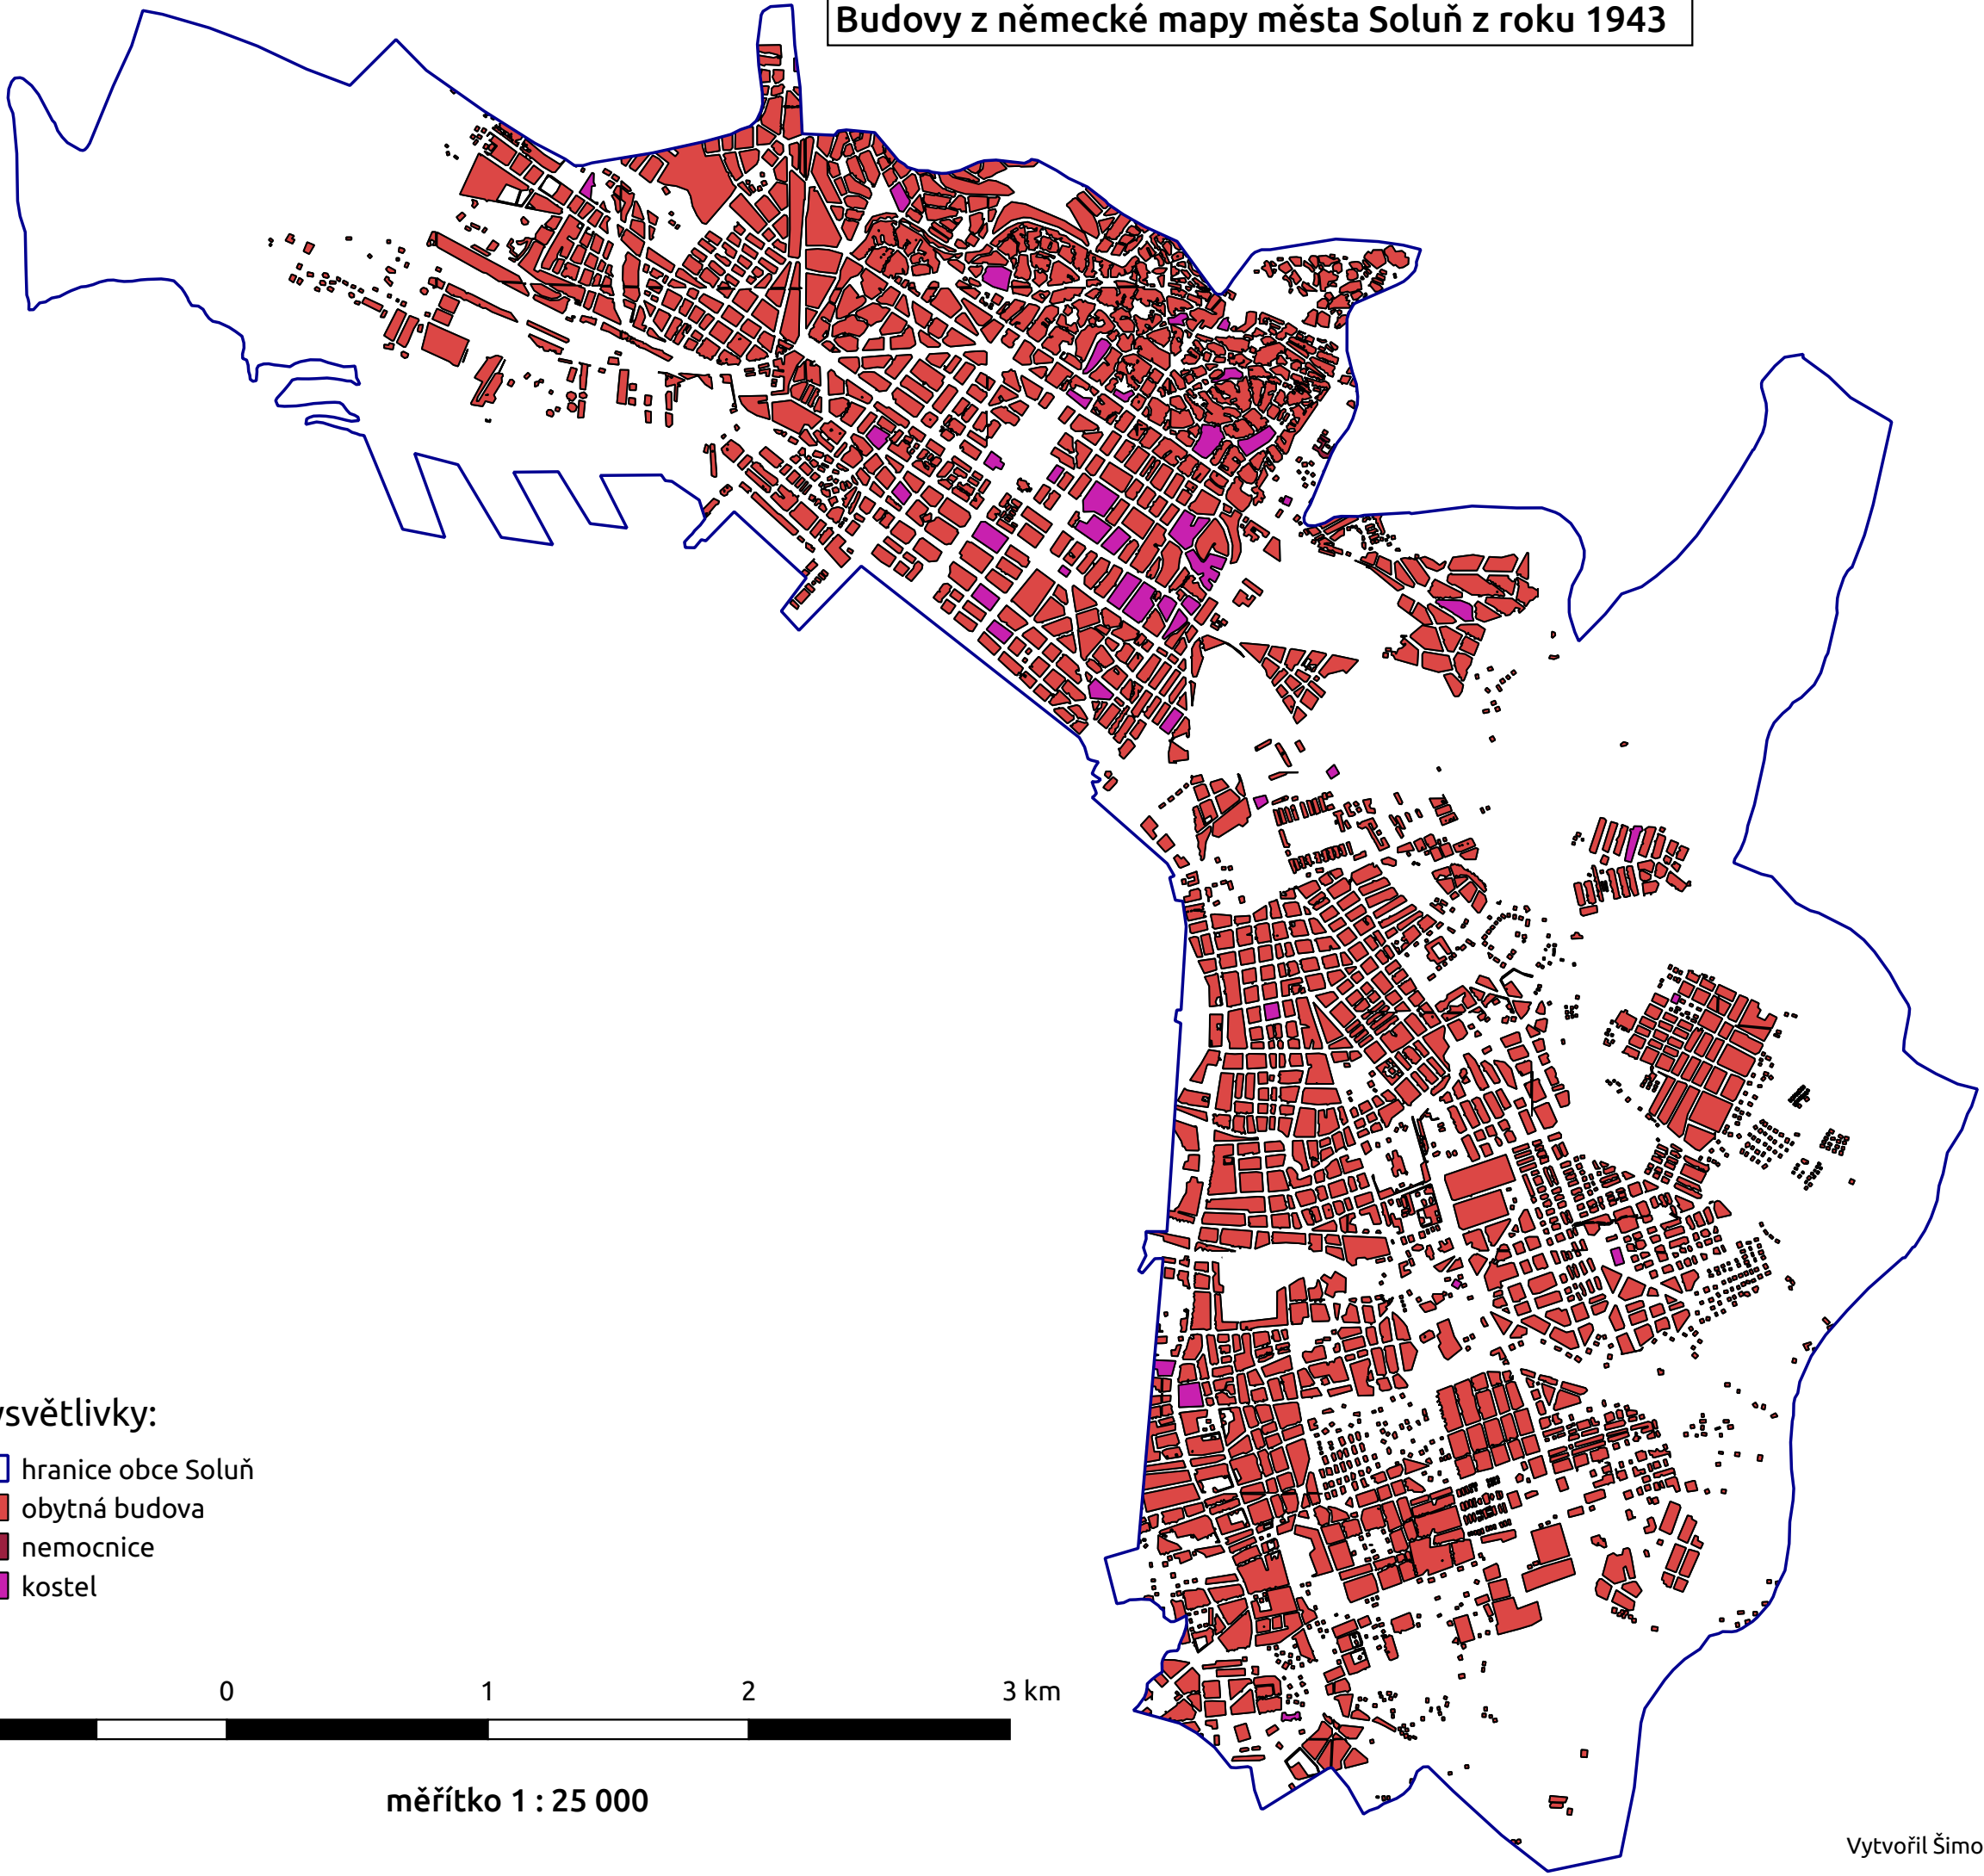 Budovy z německé mapy města Soluň z roku 1943
ysvětlivky:
hranice obce Soluň
obytná budova
nemocnice
kostel
0 1 2 3 km
měřítko 1 : 25 000
Vytvořil Šimo